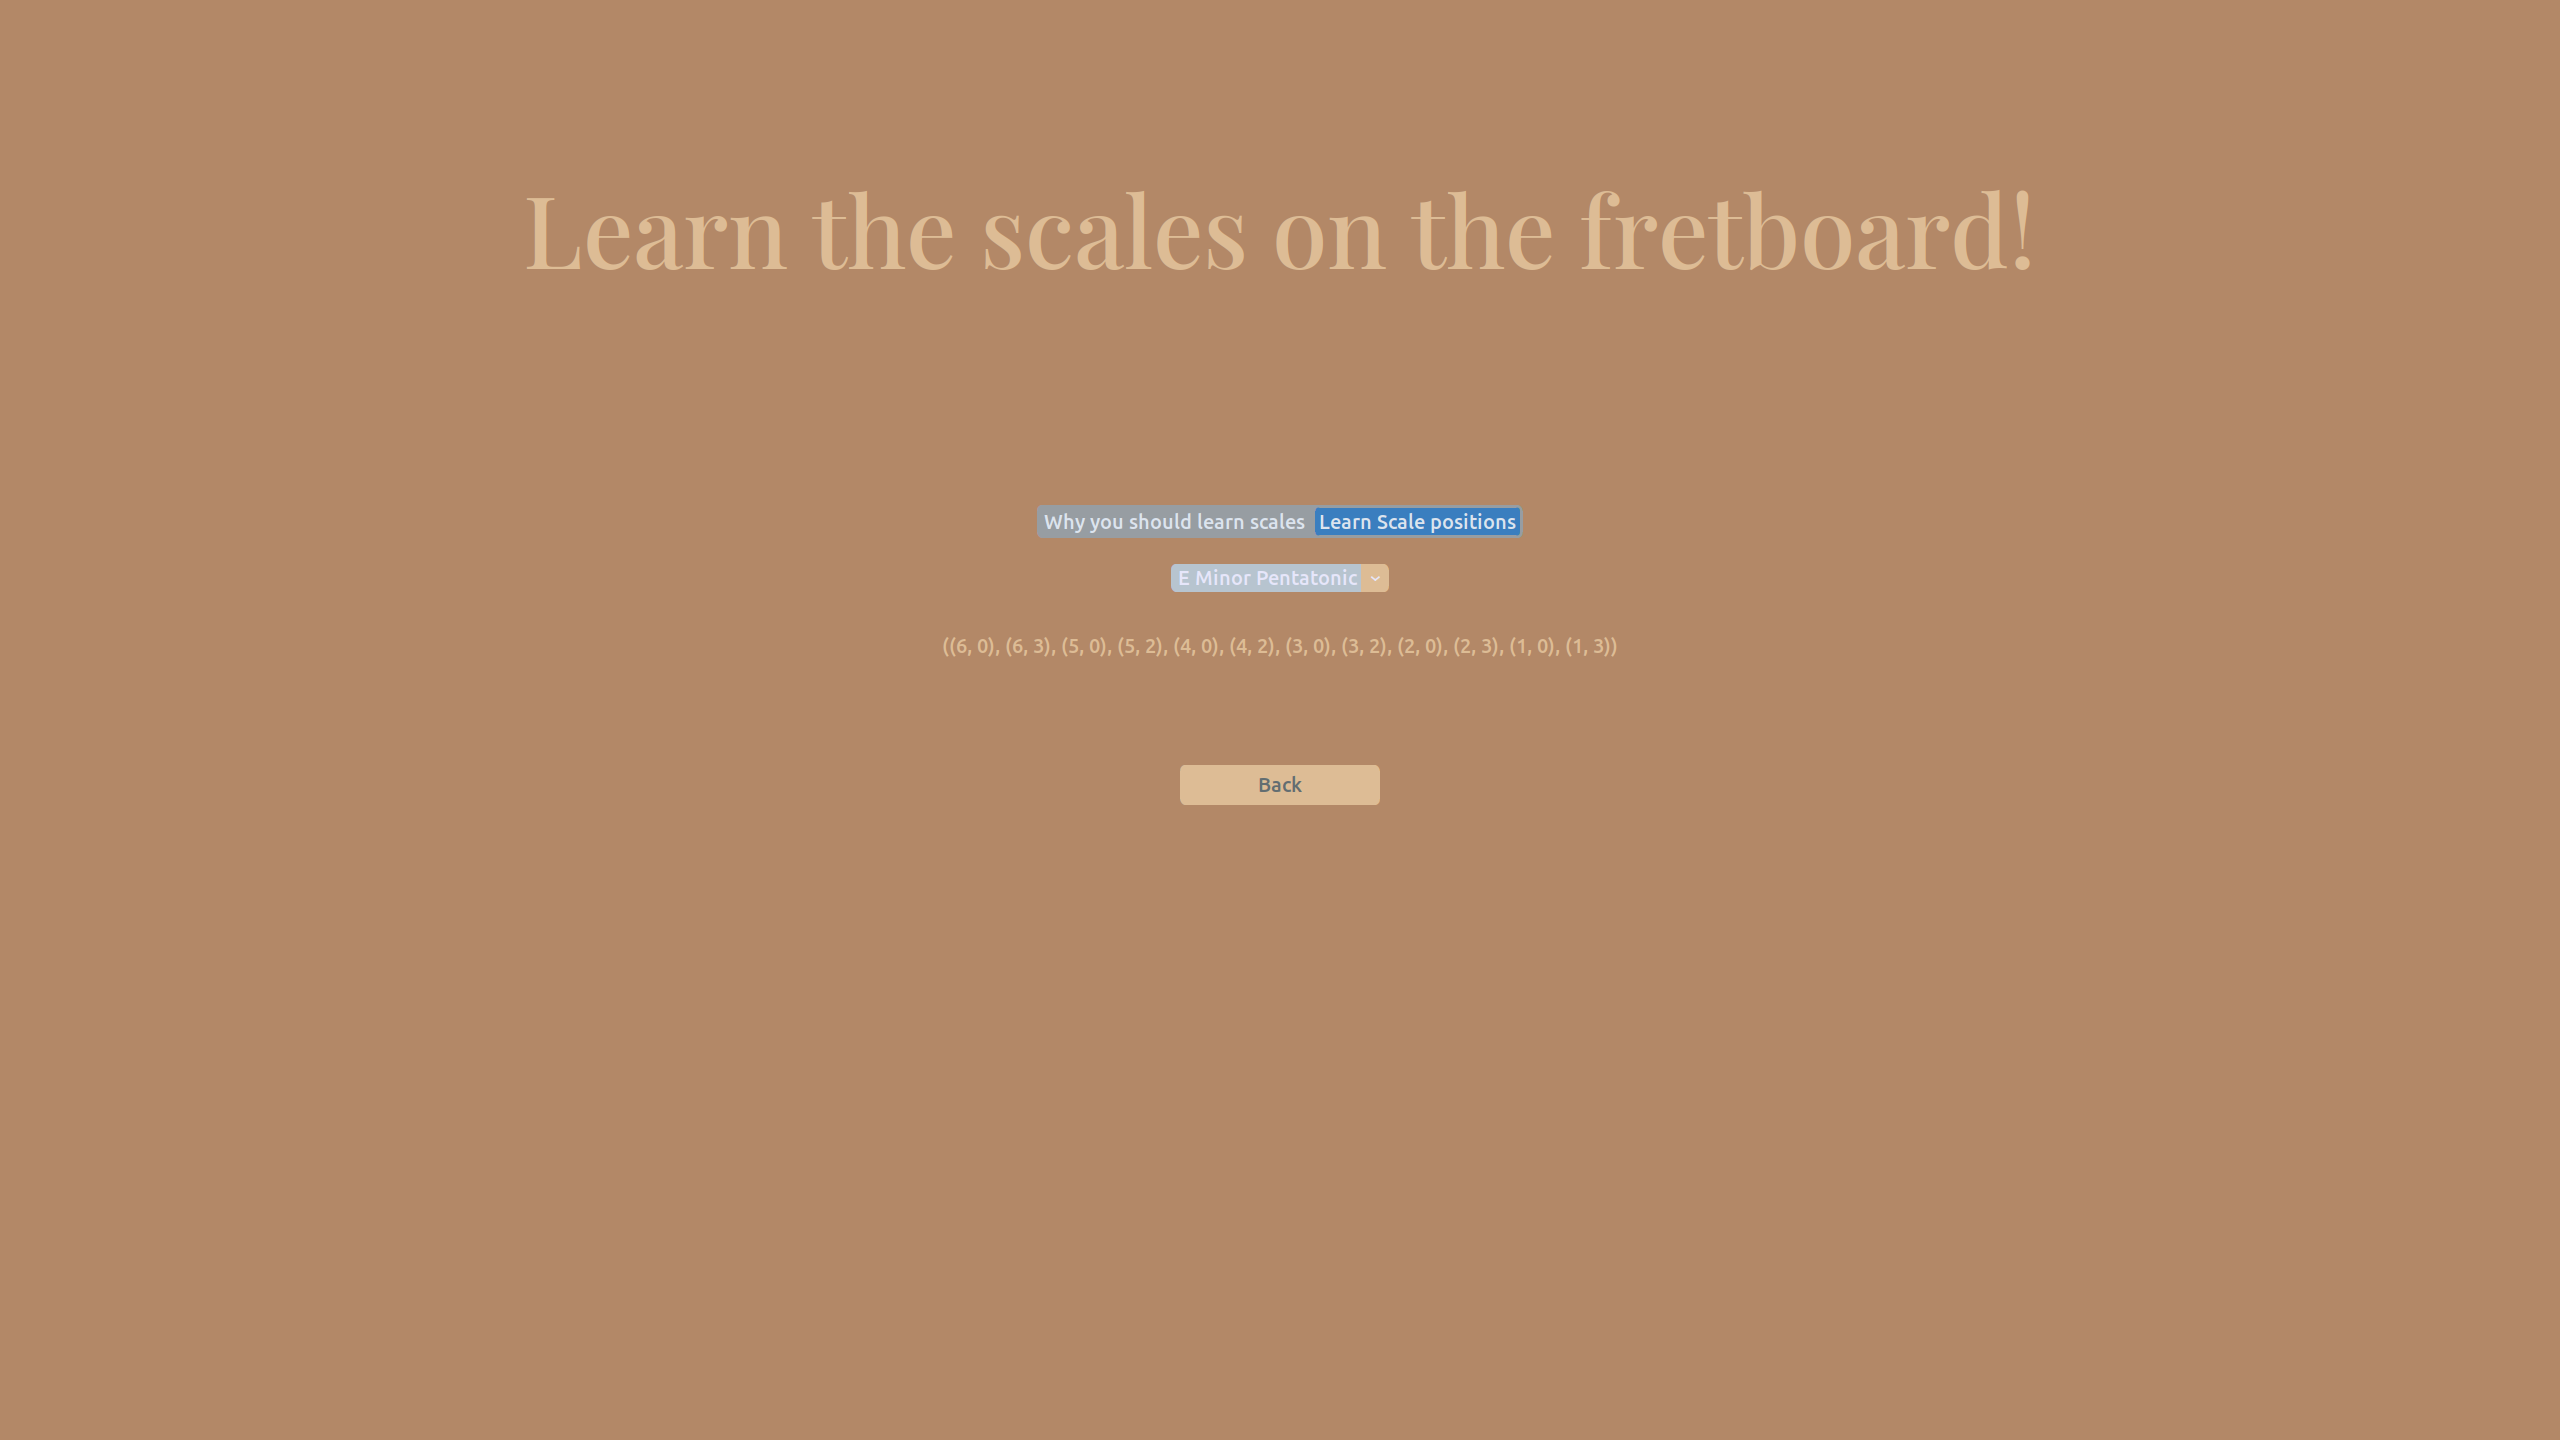 Learn the scales on the fretboard!
Why you should learn scales Learn Scale positions
E Minor Pentatonic
((6, 0), (6, 3), (5, 0), (5, 2), (4, 0), (4, 2), (3, 0), (3, 2), (2, 0), (2, 3), (1, 0), (1, 3))
Back